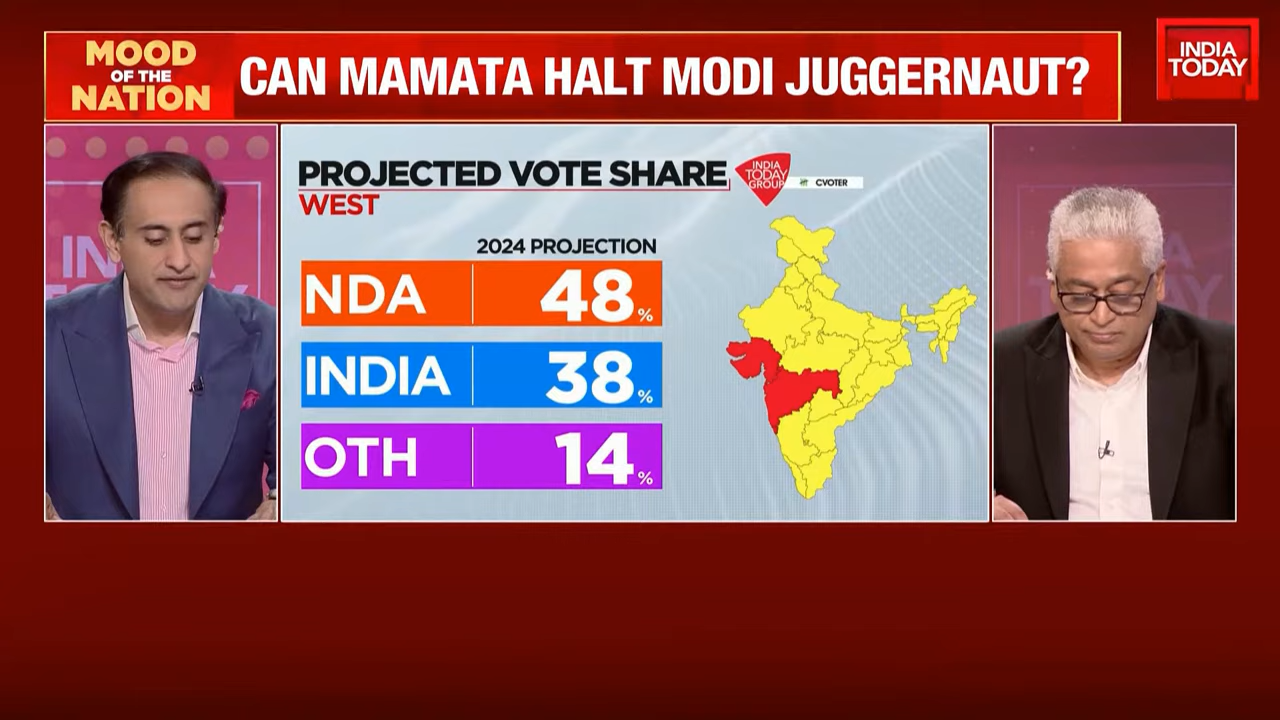 MOOD
OF THE
NATION
CAN MAMATA HALT MODI JUGGERNAUT?
INDIA
TODAY
PROJECTED VOTE SHARE
WEST
INDIA
TODAY
GROUP
CVOTER
2024 PROJECTION
NDA 48%
INDIA 38%
OTH 14%